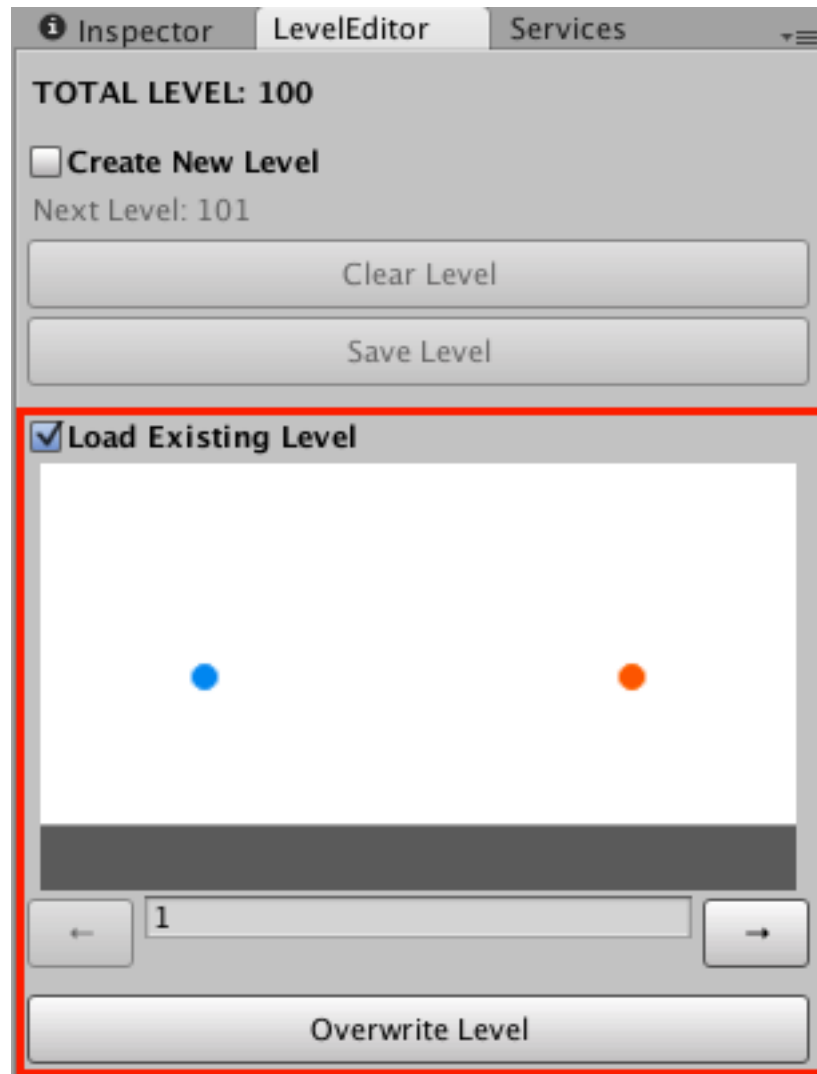 Inspector LevelEditor Services
TOTAL LEVEL: 100
Create New Level
Next Level: 101
Clear Level
Save Level
Load Existing Level
← 1 →
Overwrite Level